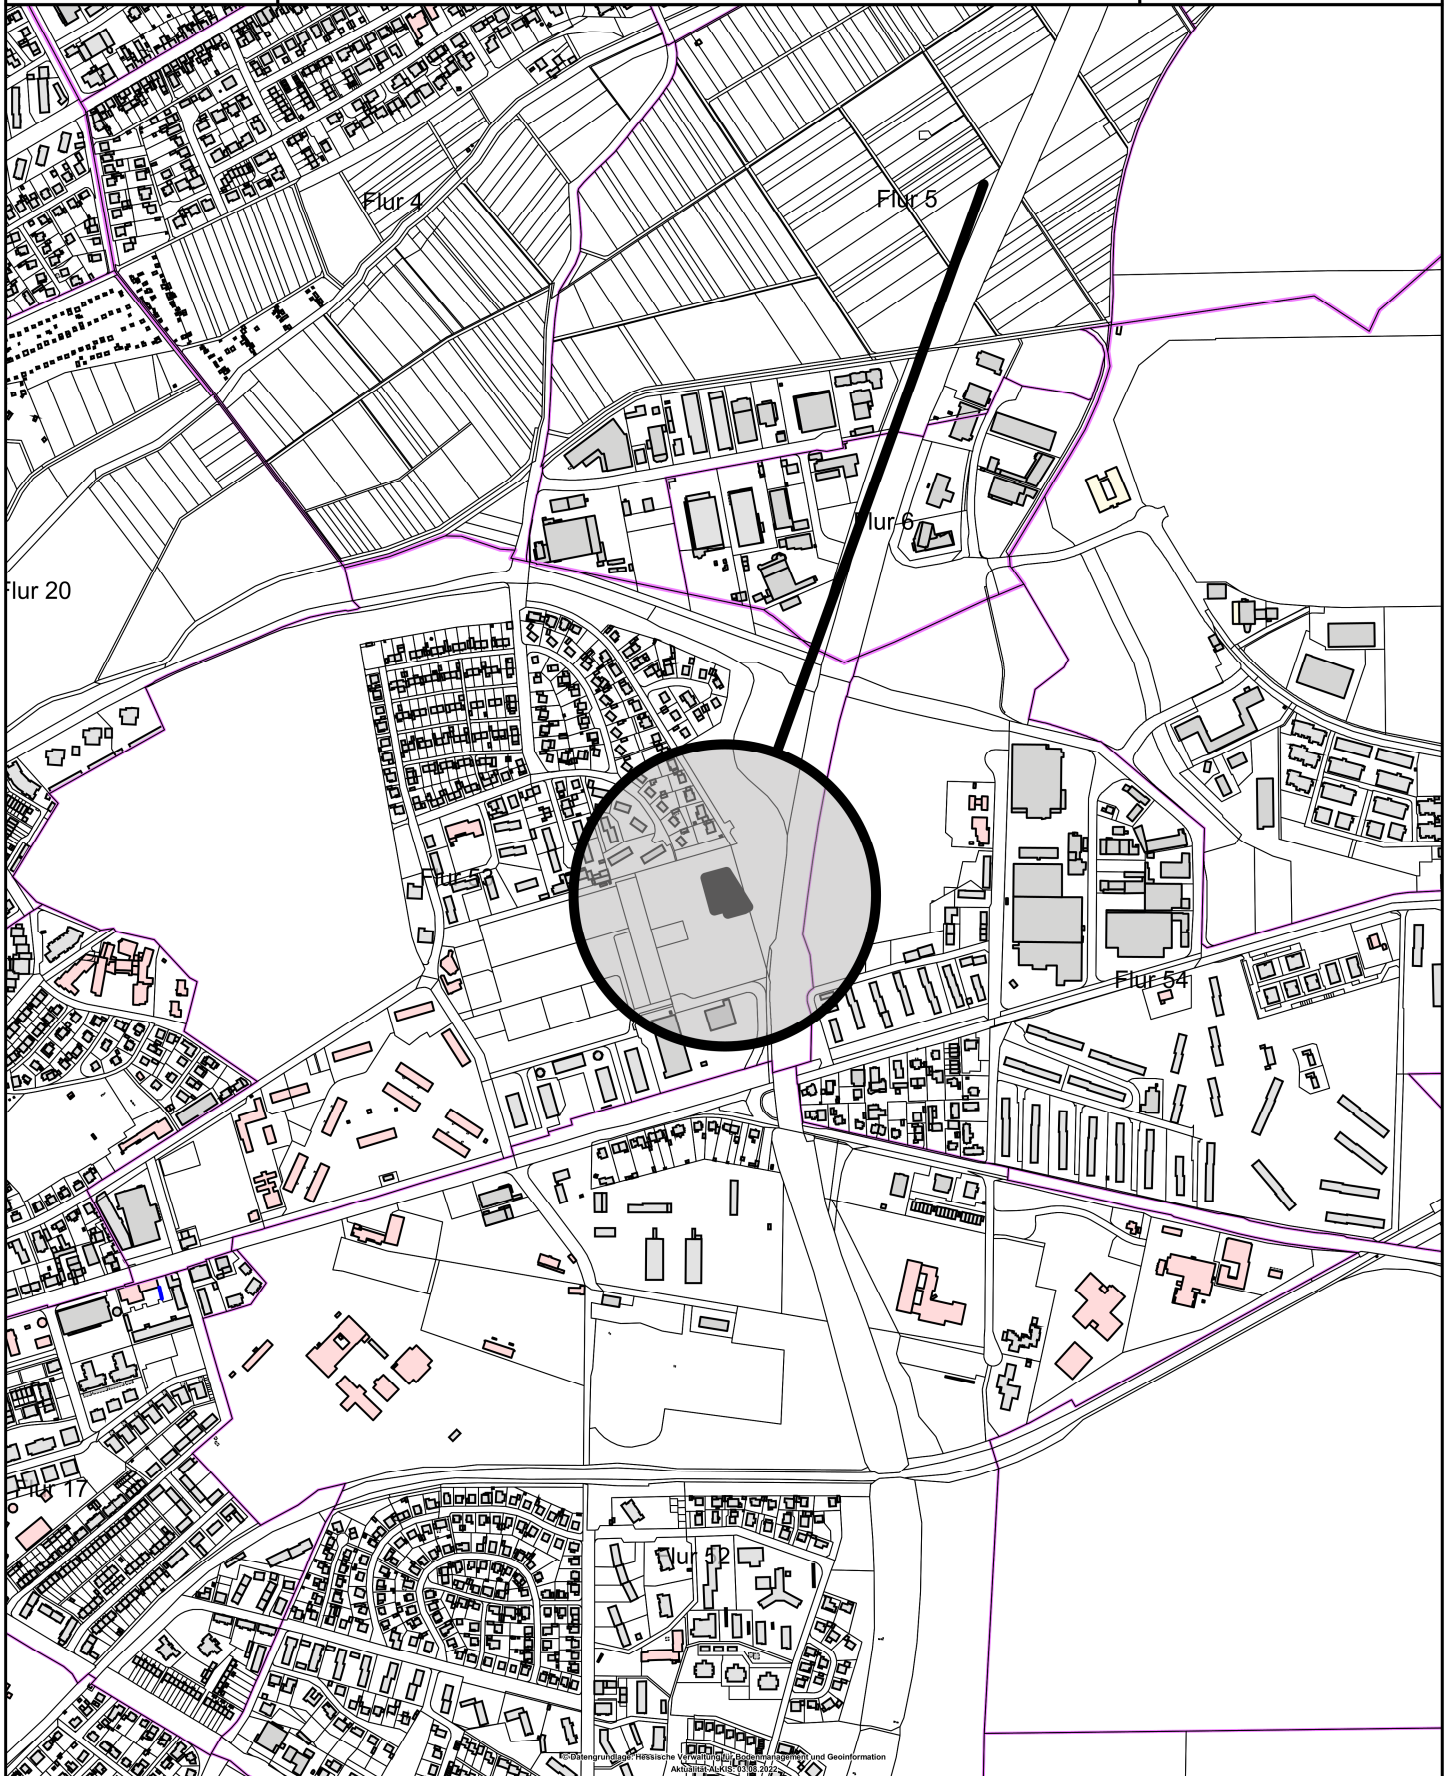 Flur 4
Flur 5
Flur 6
Flur 20
Flur 53
Flur 54
Flur 17
Flur 52
© Datengrundlage: Hessische Verwaltung für Bodenmanagement und Geoinformation
Aktualität ALKIS: 03.08.2022